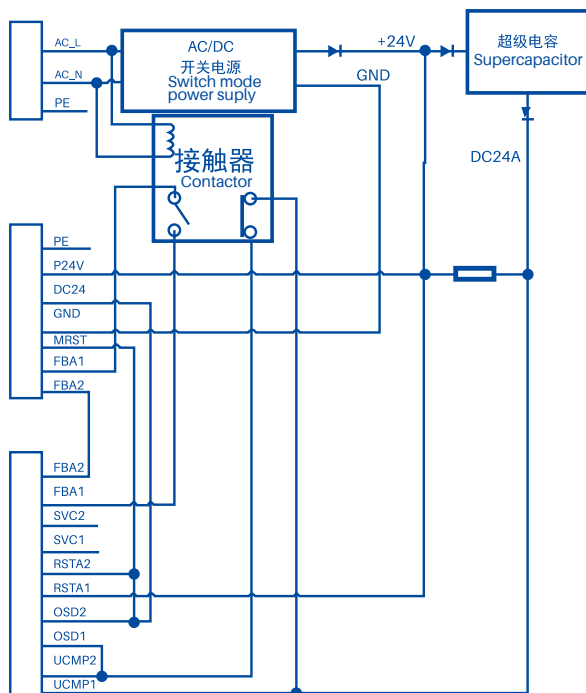 AC_L
AC_N
PE
AC/DC
开关电源
Switch mode
power suply
+24V
GND
超级电容
Supercapacitor
DC24A
接触器
Contactor
PE
P24V
DC24
GND
MRST
FBA1
FBA2
FBA2
FBA1
SVC2
SVC1
RSTA2
RSTA1
OSD2
OSD1
UCMP2
UCMP1